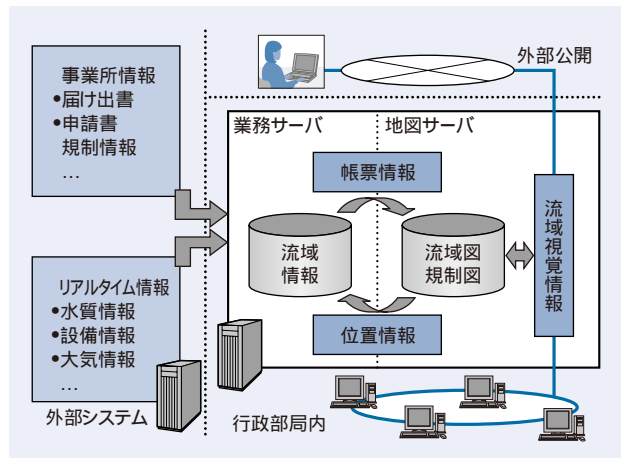 事業所情報
•届け出書
•申請書
規制情報
…
リアルタイム情報
•水質情報
•設備情報
•大気情報
…
外部システム
外部公開
業務サーバ
地図サーバ
帳票情報
流域
情報
流域図
規制図
位置情報
流域視覚情報
行政部局内